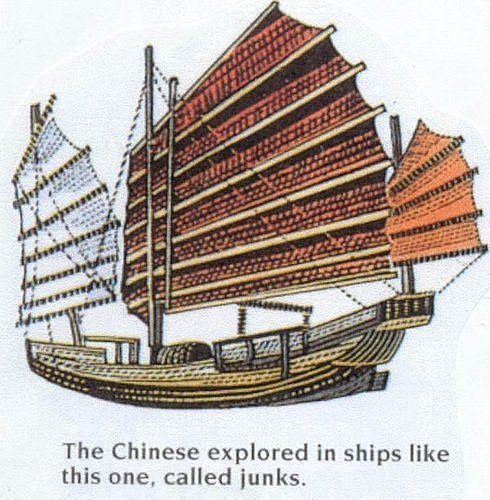 The Chinese explored in ships like
this one, called junks.